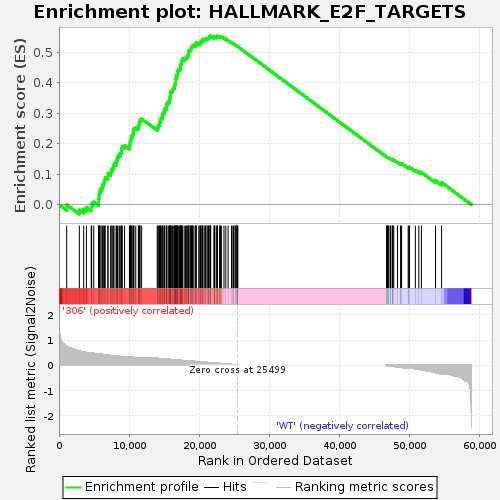 Enrichment plot: HALLMARK_E2F_TARGETS
Enrichment score (ES)
0.5
0.4
0.3
0.2
0.1
0.0
'306' (positively correlated)
Ranked list metric (Signal2Noise)
2
1
0
-1
-2
Zero cross at 25499
'WT' (negatively correlated)
0
10,000
20,000
30,000
40,000
50,000
60,000
Rank in Ordered Dataset
Enrichment profile
Hits
Ranking metric scores